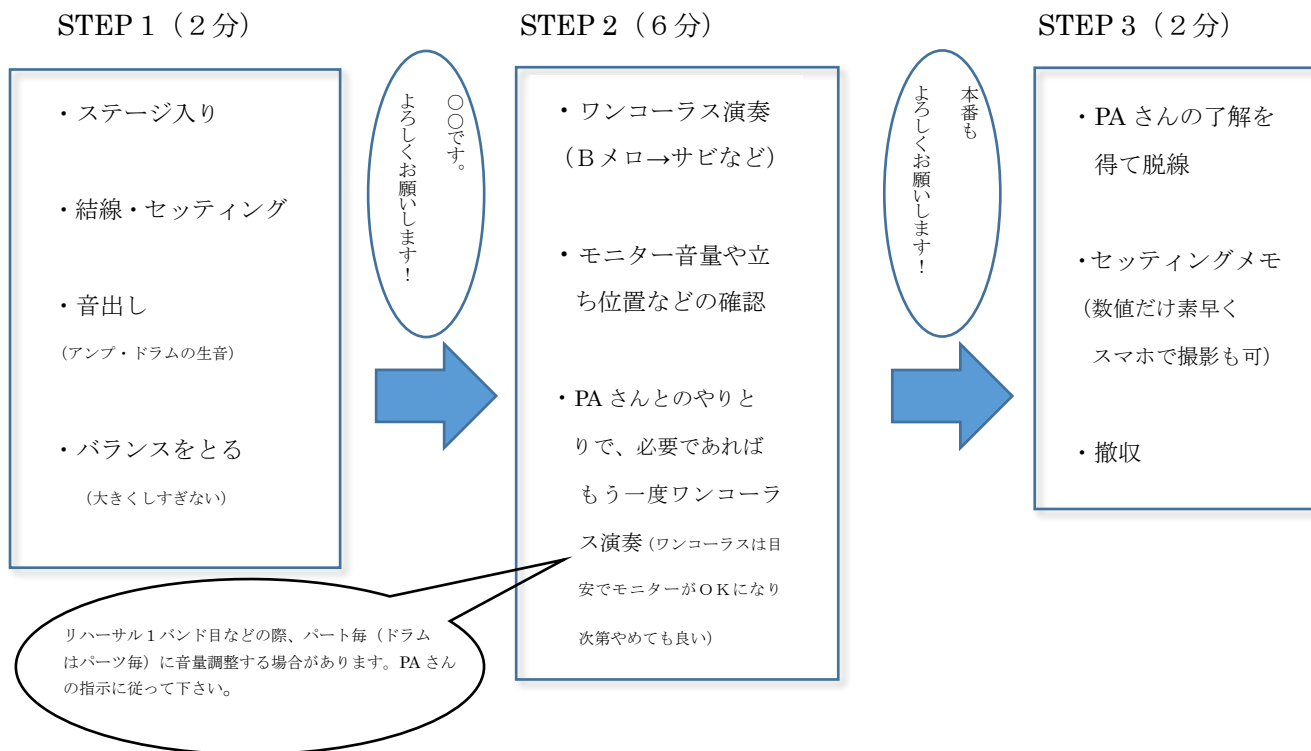 STEP 1（２分）
・ステージ入り
・結線・セッティング
・音出し
（アンプ・ドラムの生音）
・バランスをとる
（大きくしすぎない）
〇〇です。
よろしくお願いします！
STEP 2（６分）
・ワンコーラス演奏
（Ｂメロ→サビなど）
・モニター音量や立
ち位置などの確認
・PA さんとのやりと
りで、必要であれば
もう一度ワンコーラ
ス演奏（ワンコーラスは目
安でモニターがＯＫになり
次第やめても良い）
リハーサル１バンド目などの際、パート毎（ドラム
はパーツ毎）に音量調整する場合があります。PA さん
の指示に従って下さい。
本番も
よろしくお願いします！
STEP 3（２分）
・PA さんの了解を
得て脱線
・セッティングメモ
（数値だけ素早く
スマホで撮影も可）
・撤収